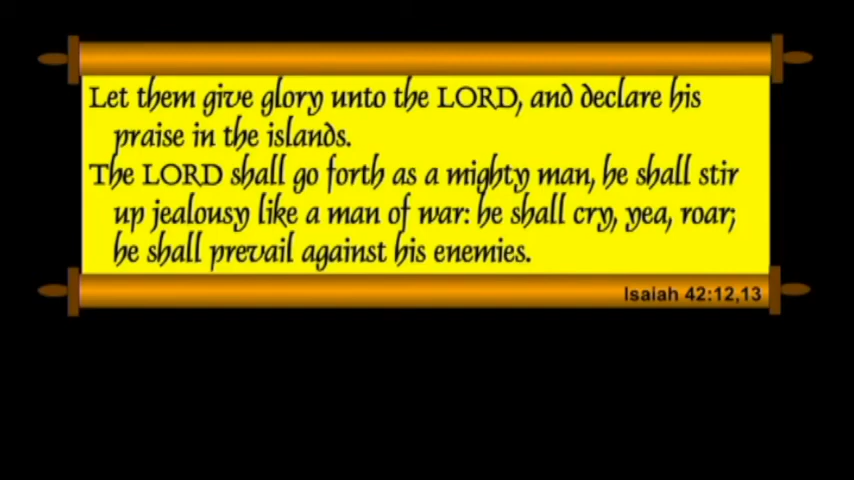 Let them give glory unto the LORD, and declare his
praise in the islands.
The LORD shall go forth as a mighty man, he shall stir
up jealousy like a man of war: he shall cry, yea, roar;
he shall prevail against his enemies.
Isaiah 42:12,13